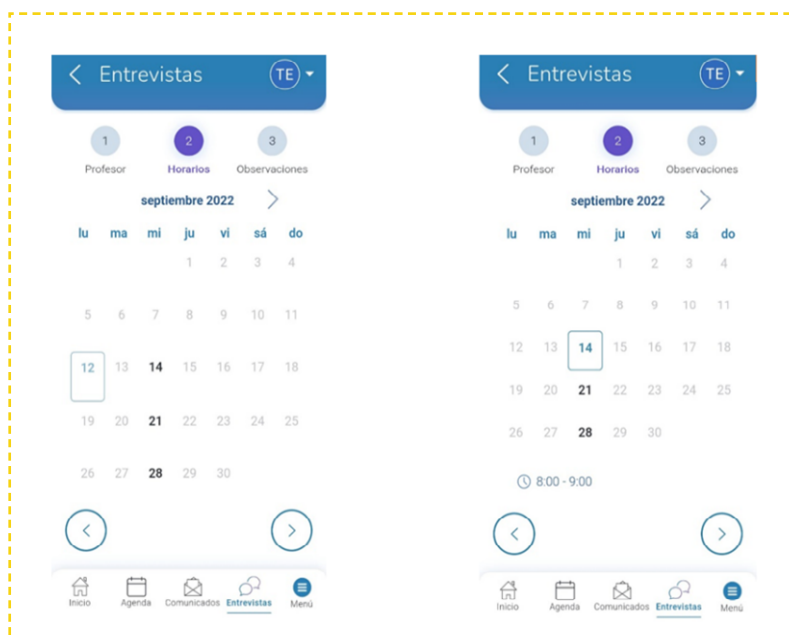 Entrevistas TE
1 2 3
Profesor Horarios Observaciones
septiembre 2022
lu ma mi ju vi sá do
1 2 3 4
5 6 7 8 9 10 11
12 13 14 15 16 17 18
19 20 21 22 23 24 25
26 27 28 29 30
Inicio Agenda Comunicados Entrevistas Menú
Entrevistas TE
1 2 3
Profesor Horarios Observaciones
septiembre 2022
lu ma mi ju vi sá do
1 2 3 4
5 6 7 8 9 10 11
12 13 14 15 16 17 18
19 20 21 22 23 24 25
26 27 28 29 30
8:00 - 9:00
Inicio Agenda Comunicados Entrevistas Menú